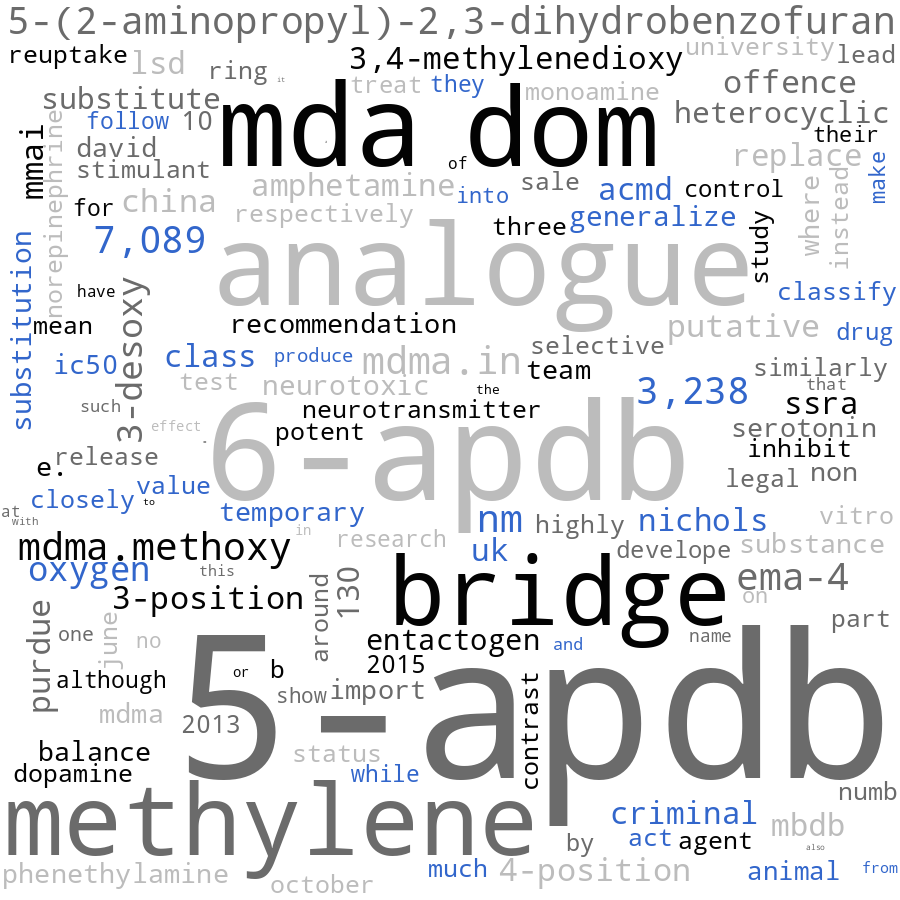 5-(2-aminopropyl)-2,3-dihydrobenzofuran
reuptake
lsd
ring
it
3,4-methylenedioxy
university
lead
treat
they
monoamine
offence
substitute
mda
dom
heterocyclic
follow
10
their
mmai
norepinephrine
david
of
replace
stimulant
amphetamine
into
sale
acmd
control
make
for
china
respectively
three
generalize
study
where
instead
substitution
7,089
analogue
have
3-desoxy
classify
mean
recommendation
putative
drug
ic50
class
produce
mdma.in
selective
team
similarly
test
neurotoxic
the
3,238
that
such
neurotransmitter
ssra
effect
6-apdb
potent
serotonin
e.
release
inhibit
legal
non
closely
value
to
at
with
temporary
nm
highly
nichols
vitro
in
research
mdma.methoxy
uk
develope
substance
oxygen
this
bridge
ema-4
3-position
around
130
on
purdue
one
june
no
entactogen
and
name
part
although
or
b
2015
show
import
contrast
5-apdb
mdma
2013
balance
status
dopamine
while
methylene
numb
criminal
mbdb
by
act
agent
also
phenethylamine
october
much
4-position
animal
from